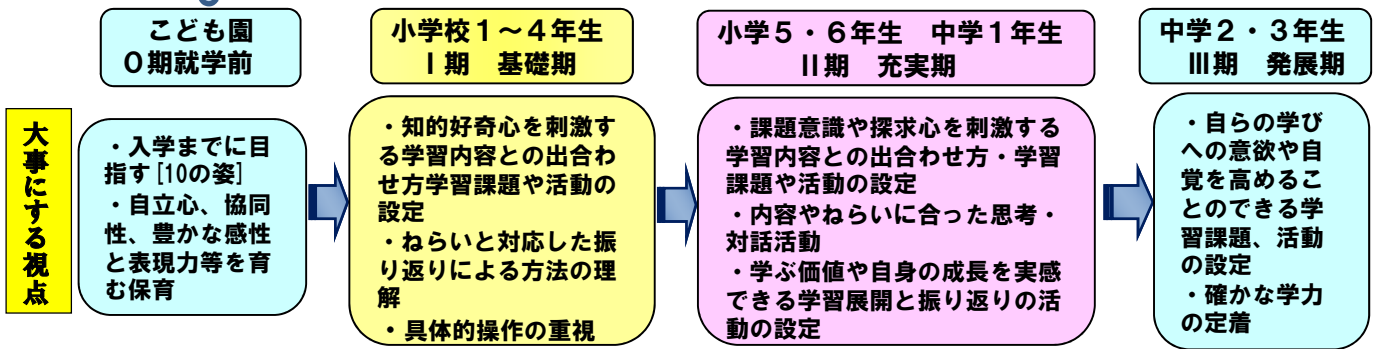 こども園
０期就学前
小学校１～４年生
Ⅰ期　基礎期
小学５・６年生　中学１年生
Ⅱ期　充実期
中学２・３年生
Ⅲ期　発展期
大事にする視点
・入学までに目
指す[10の姿]
・自立心、協同
性、豊かな感性
と表現力等を育
む保育
・知的好奇心を刺激す
る学習内容との出合わ
せ方学習課題や活動の
設定
・ねらいと対応した振
り返りによる方法の理
解
・具体的操作の重視
・課題意識や探求心を刺激する
学習内容との出合わせ方・学習
課題や活動の設定
・内容やねらいに合った思考・
対話活動
・学ぶ価値や自身の成長を実感
できる学習展開と振り返りの活
動の設定
・自らの学び
への意欲や自
覚を高めるこ
とのできる学
習課題、活動
の設定
・確かな学力
の定着